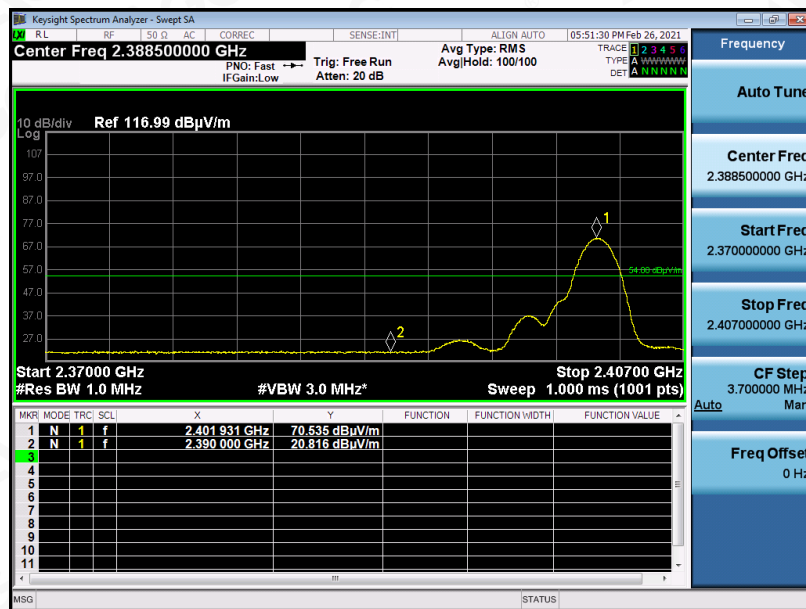 Keysight Spectrum Analyzer - Swept SA
LXI RL RF 50 Ω AC CORREC SENSE:INT ALIGN AUTO 05:51:30 PM Feb 26, 2021
Center Freq 2.388500000 GHz
PNO: Fast
IFGain:Low
Trig: Free Run
Atten: 20 dB
Avg Type: RMS
Avg|Hold: 100/100
TRACE 1 2 3 4 5 6
TYPE A WWWWW
DET A N N N N N
10 dB/div Ref 116.99 dBµV/m
Log
107
97.0
87.0
77.0
67.0
57.0
47.0
37.0
27.0
1
2
54.00 dBµV/m
Start 2.37000 GHz Stop 2.40700 GHz
#Res BW 1.0 MHz #VBW 3.0 MHz* Sweep 1.000 ms (1001 pts)
MKR MODE TRC SCL X Y FUNCTION FUNCTION WIDTH FUNCTION VALUE
1 N 1 f 2.401 931 GHz 70.535 dBµV/m
2 N 1 f 2.390 000 GHz 20.816 dBµV/m
3
4
5
6
7
8
9
10
11
MSG STATUS
Frequency
Auto Tune
Center Freq
2.388500000 GHz
Start Freq
2.370000000 GHz
Stop Freq
2.407000000 GHz
CF Step
3.700000 MHz
Auto Man
Freq Offset
0 Hz